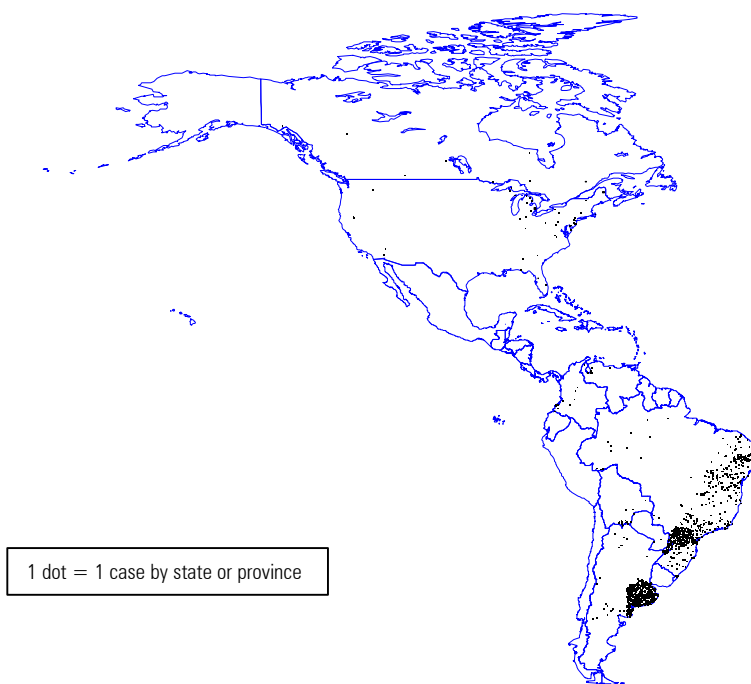 1 dot = 1 case by state or province